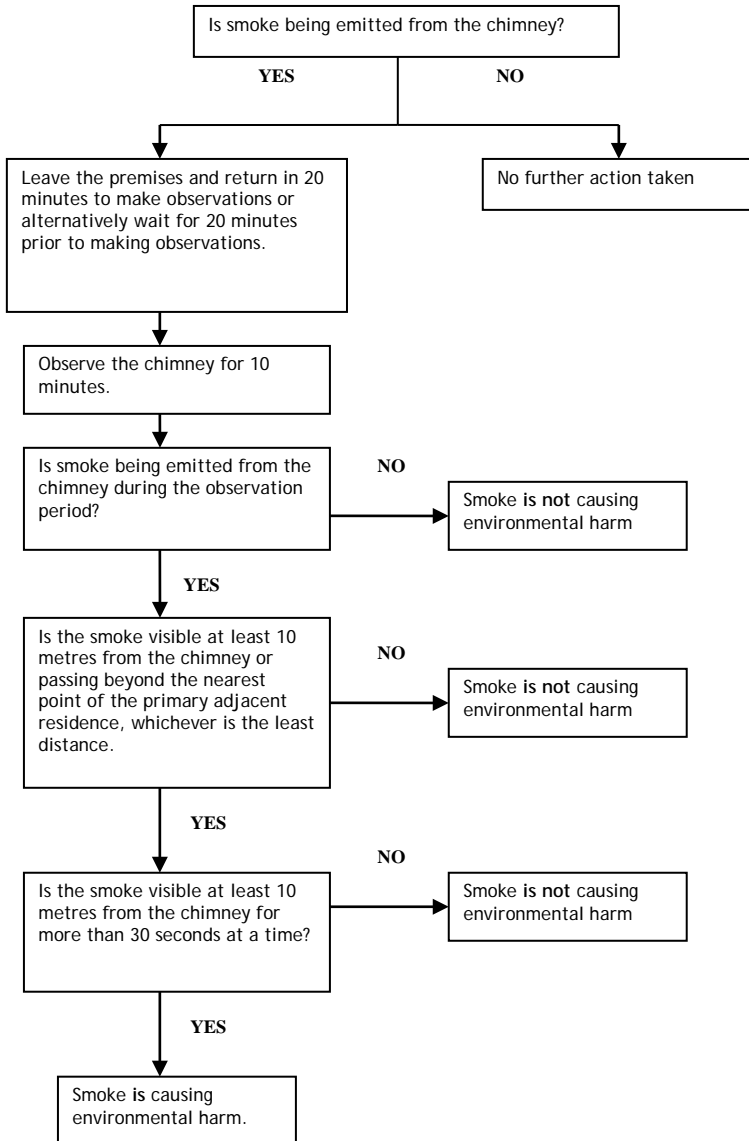 Is smoke being emitted from the chimney?
YES
NO
Leave the premises and return in 20
minutes to make observations or
alternatively wait for 20 minutes
prior to making observations.
No further action taken
Observe the chimney for 10
minutes.
Is smoke being emitted from the
chimney during the observation
period?
NO
Smoke is not causing
environmental harm
YES
Is the smoke visible at least 10
metres from the chimney or
passing beyond the nearest
point of the primary adjacent
residence, whichever is the least
distance.
NO
Smoke is not causing
environmental harm
YES
Is the smoke visible at least 10
metres from the chimney for
more than 30 seconds at a time?
NO
Smoke is not causing
environmental harm
YES
Smoke is causing
environmental harm.